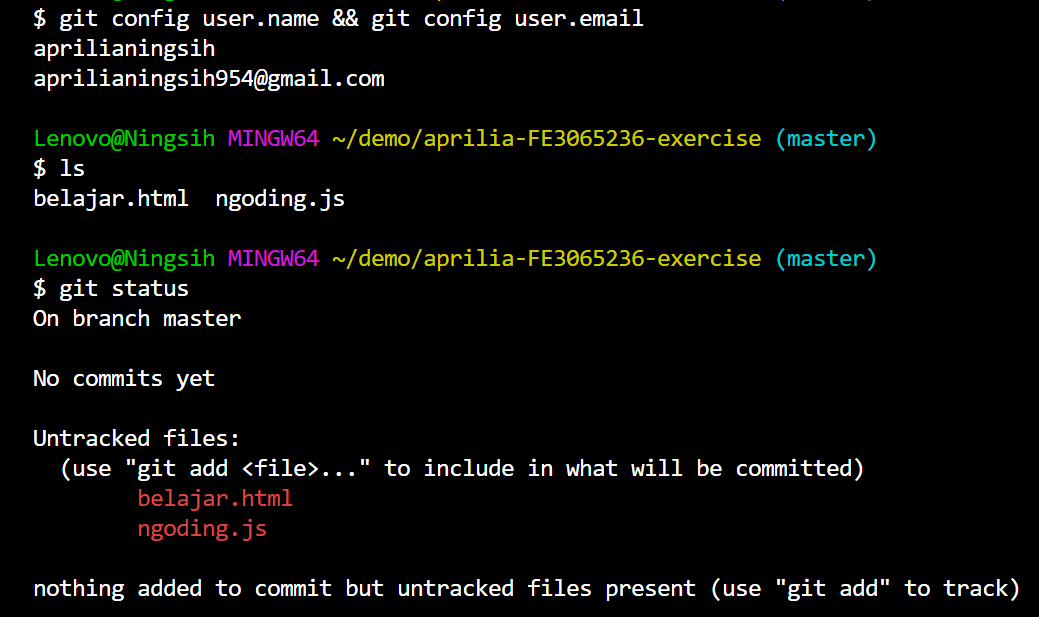 $ git config user.name && git config user.email
aprilianingsih
aprilianingsih954@gmail.com
Lenovo@Ningsih MINGW64 ~/demo/aprilia-FE3065236-exercise (master)
$ ls
belajar.html  ngoding.js
Lenovo@Ningsih MINGW64 ~/demo/aprilia-FE3065236-exercise (master)
$ git status
On branch master
No commits yet
Untracked files:
  (use "git add <file>..." to include in what will be committed)
        belajar.html
        ngoding.js
nothing added to commit but untracked files present (use "git add" to track)